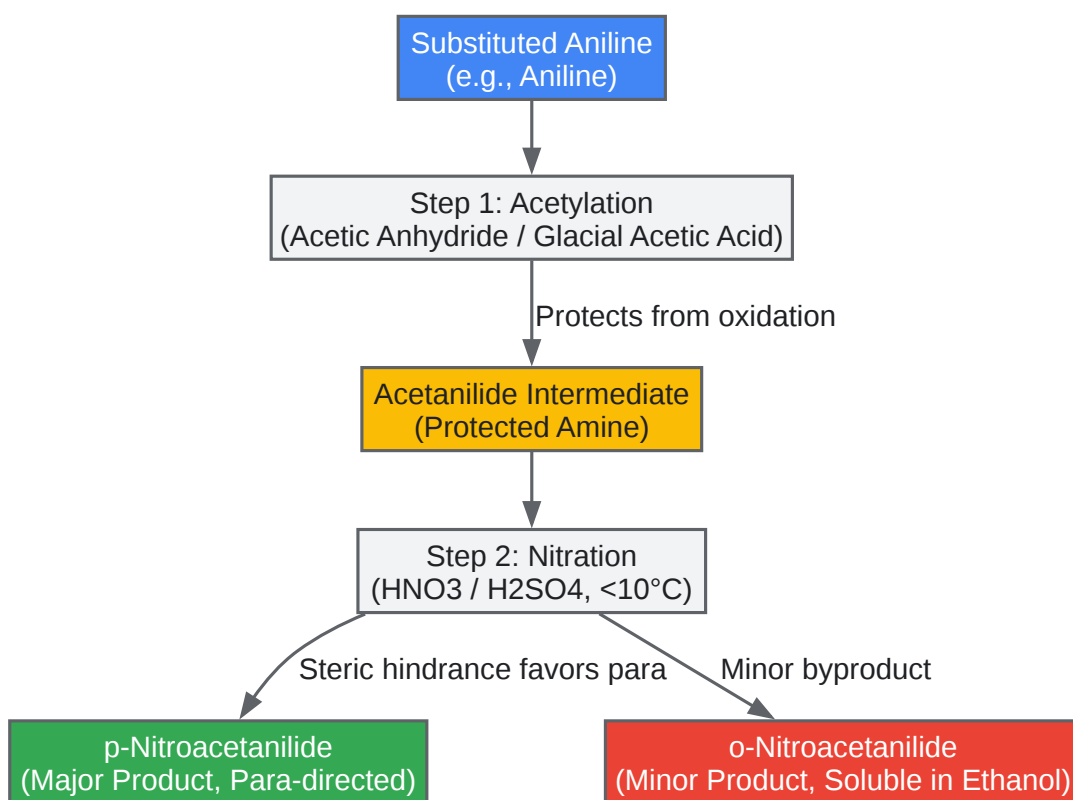 Substituted Aniline
(e.g., Aniline)
Step 1: Acetylation
(Acetic Anhydride / Glacial Acetic Acid)
Protects from oxidation
Acetanilide Intermediate
(Protected Amine)
Step 2: Nitration
(HNO3 / H2SO4, <10°C)
Steric hindrance favors para
Minor byproduct
p-Nitroacetanilide
(Major Product, Para-directed)
o-Nitroacetanilide
(Minor Product, Soluble in Ethanol)